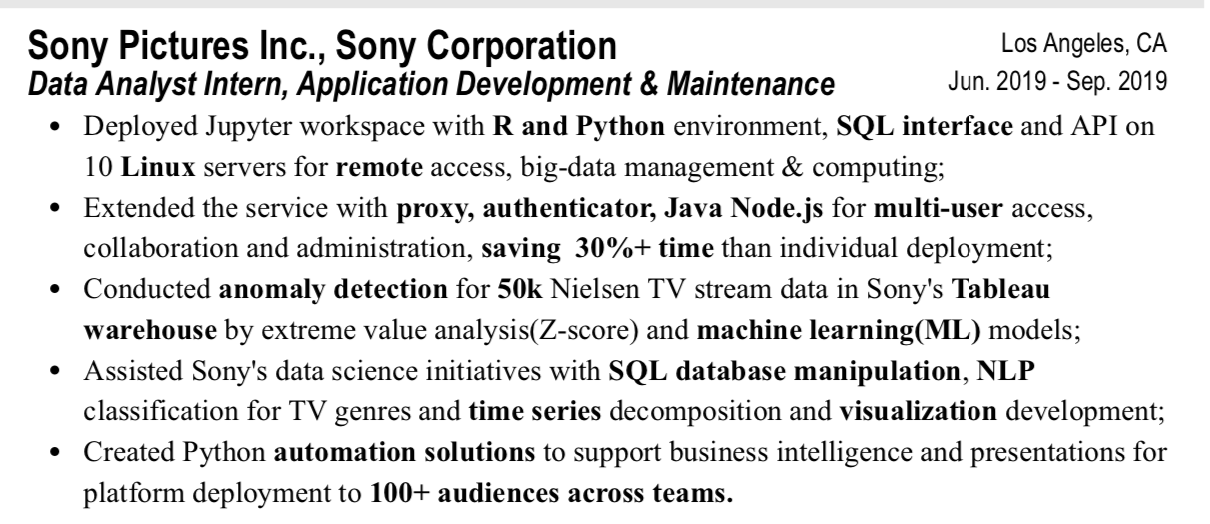 Sony Pictures Inc., Sony Corporation
Los Angeles, CA
Data Analyst Intern, Application Development & Maintenance
Jun. 2019 - Sep. 2019
• Deployed Jupyter workspace with R and Python environment, SQL interface and API on
10 Linux servers for remote access, big-data management & computing;
• Extended the service with proxy, authenticator, Java Node.js for multi-user access,
collaboration and administration, saving  30%+ time than individual deployment;
• Conducted anomaly detection for 50k Nielsen TV stream data in Sony's Tableau
warehouse by extreme value analysis(Z-score) and machine learning(ML) models;
• Assisted Sony's data science initiatives with SQL database manipulation, NLP
classification for TV genres and time series decomposition and visualization development;
• Created Python automation solutions to support business intelligence and presentations for
platform deployment to 100+ audiences across teams.